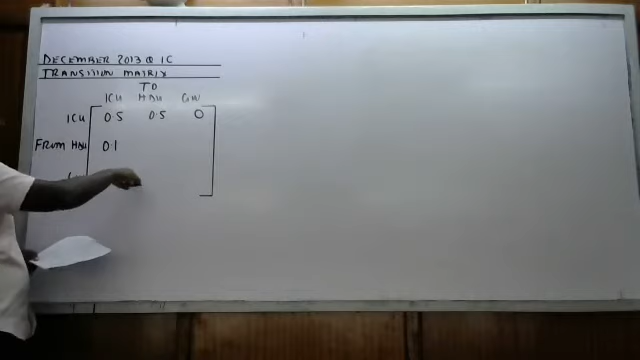 DECEMBER 2013 Q 1C
TRANSITION MATRIX
TO
ICU HDU GW
ICU 0.5 0.5 0
FROM HDU 0.1